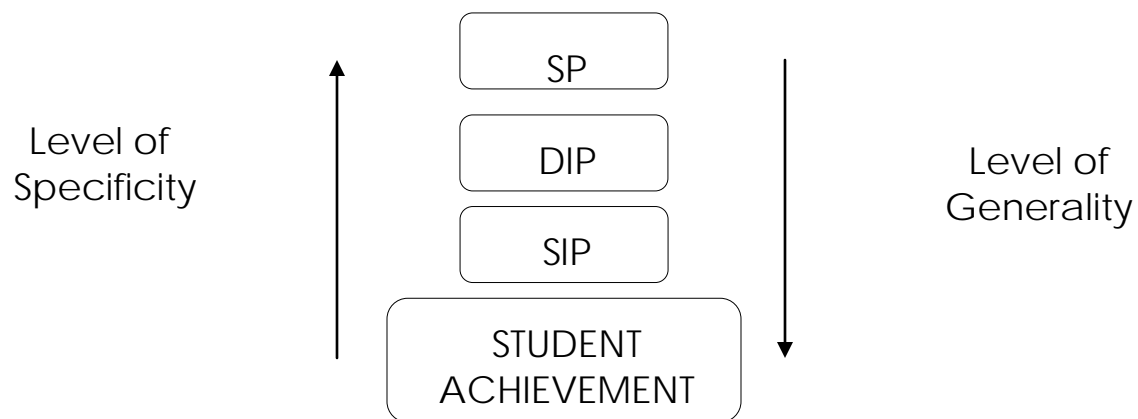 SP
Level of
Specificity
DIP
Level of
Generality
SIP
STUDENT
ACHIEVEMENT